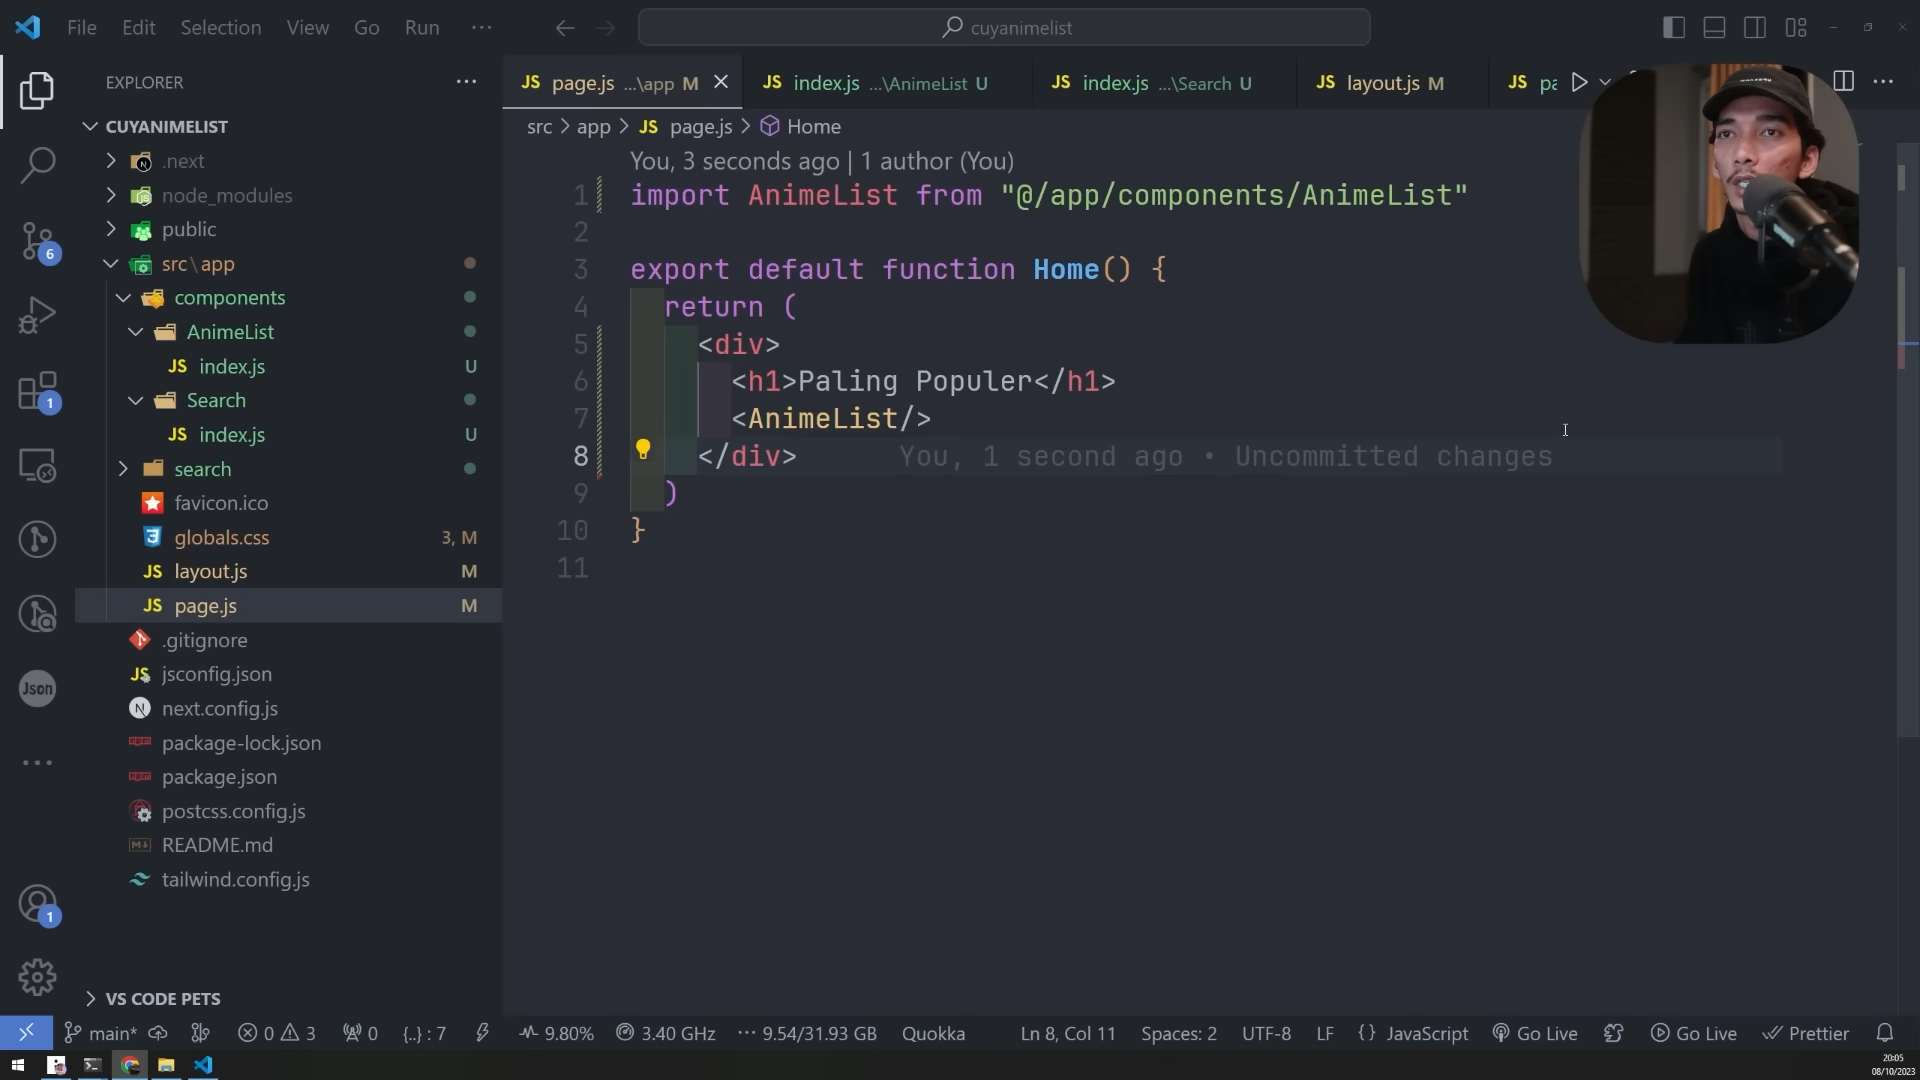 File Edit Selection View Go Run ···
cuyanimelist
EXPLORER
CUYANIMELIST
.next
node_modules
public
src\app
components
AnimeList
index.js U
Search
index.js U
search
favicon.ico
globals.css 3, M
layout.js M
page.js M
.gitignore
jsconfig.json
next.config.js
package-lock.json
package.json
postcss.config.js
README.md
tailwind.config.js
VS CODE PETS
6
1
Json
1
JS page.js ...\app M
JS index.js ...\AnimeList U
JS index.js ...\Search U
JS layout.js M
JS pa
src > app > JS page.js > Home
You, 3 seconds ago | 1 author (You)
1 import AnimeList from "@/app/components/AnimeList"
2
3 export default function Home() {
4 return (
5 <div>
6 <h1>Paling Populer</h1>
7 <AnimeList/>
8 </div> You, 1 second ago • Uncommitted changes
9 )
10 }
11
main* 0 3 0 {..} : 7 9.80% 3.40 GHz 9.54/31.93 GB Quokka Ln 8, Col 11 Spaces: 2 UTF-8 LF {} JavaScript Go Live Go Live Prettier
20:05
08/10/2023